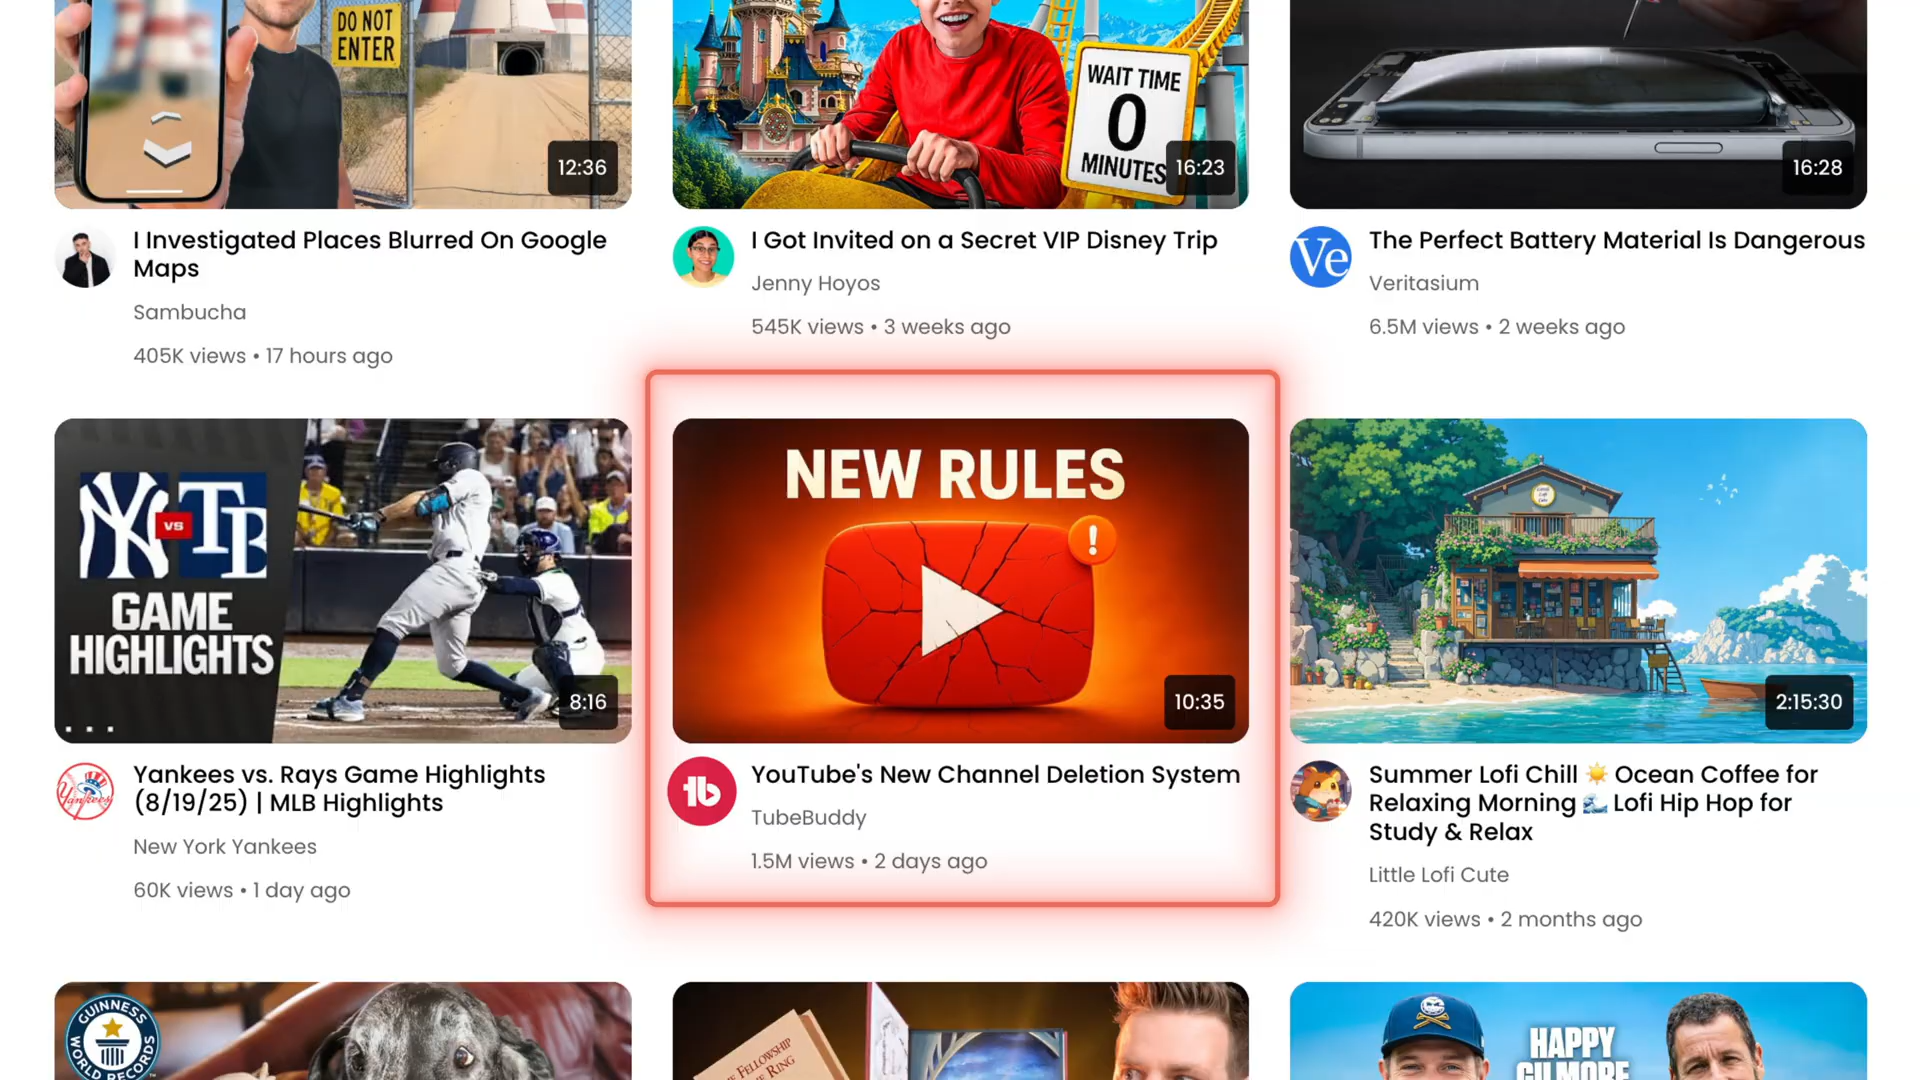 DO NOT
ENTER
12:36
WAIT TIME
0
MINUTES
16:23
16:28
I Investigated Places Blurred On Google
Maps
Sambucha
405K views • 17 hours ago
I Got Invited on a Secret VIP Disney Trip
Jenny Hoyos
545K views • 3 weeks ago
Ve
The Perfect Battery Material Is Dangerous
Veritasium
6.5M views • 2 weeks ago
NY
VS
TB
GAME
HIGHLIGHTS
8:16
Yankees
Yankees vs. Rays Game Highlights
(8/19/25) | MLB Highlights
New York Yankees
60K views • 1 day ago
NEW RULES
!
10:35
tb
YouTube's New Channel Deletion System
TubeBuddy
1.5M views • 2 days ago
2:15:30
Summer Lofi Chill ☀️ Ocean Coffee for
Relaxing Morning 🌊 Lofi Hip Hop for
Study & Relax
Little Lofi Cute
420K views • 2 months ago
GUINNESS
WORLD RECORDS
FELLOWSHIP
RING
HAPPY
GILMORE